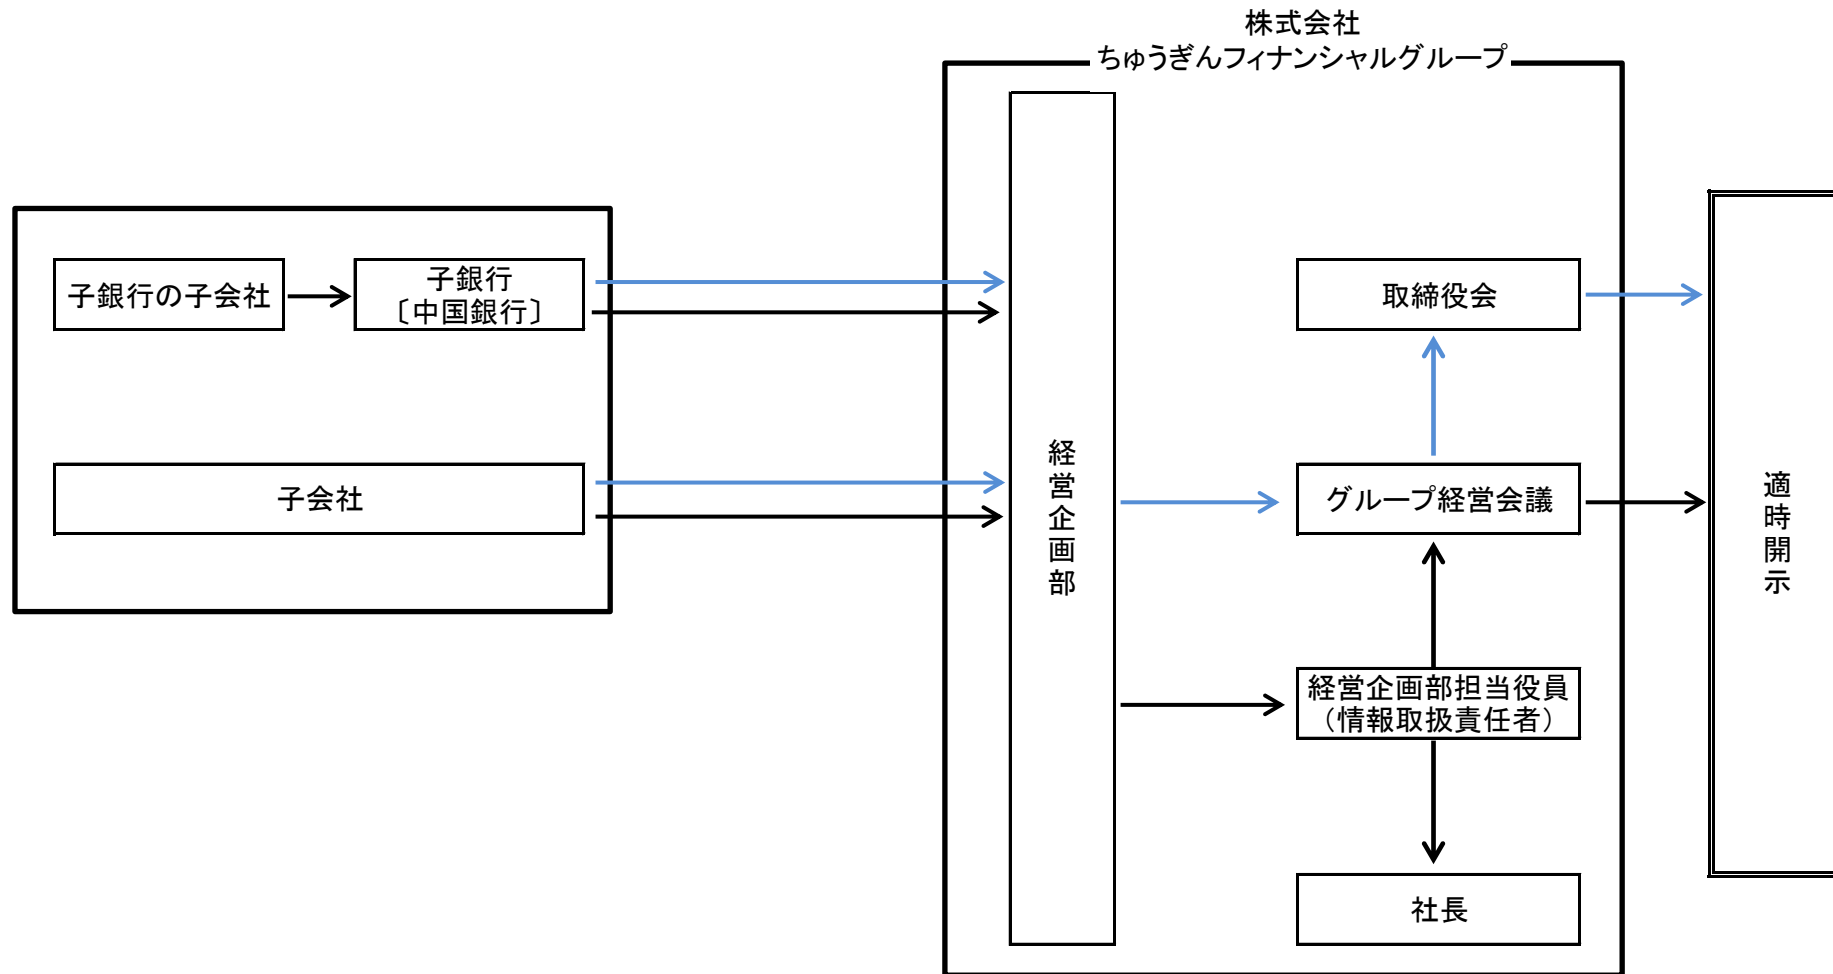 株式会社
ちゅうぎんフィナンシャルグループ
子銀行の子会社
子銀行
〔中国銀行〕
子会社
経営企画部
取締役会
グループ経営会議
経営企画部担当役員
（情報取扱責任者）
社長
適時開示